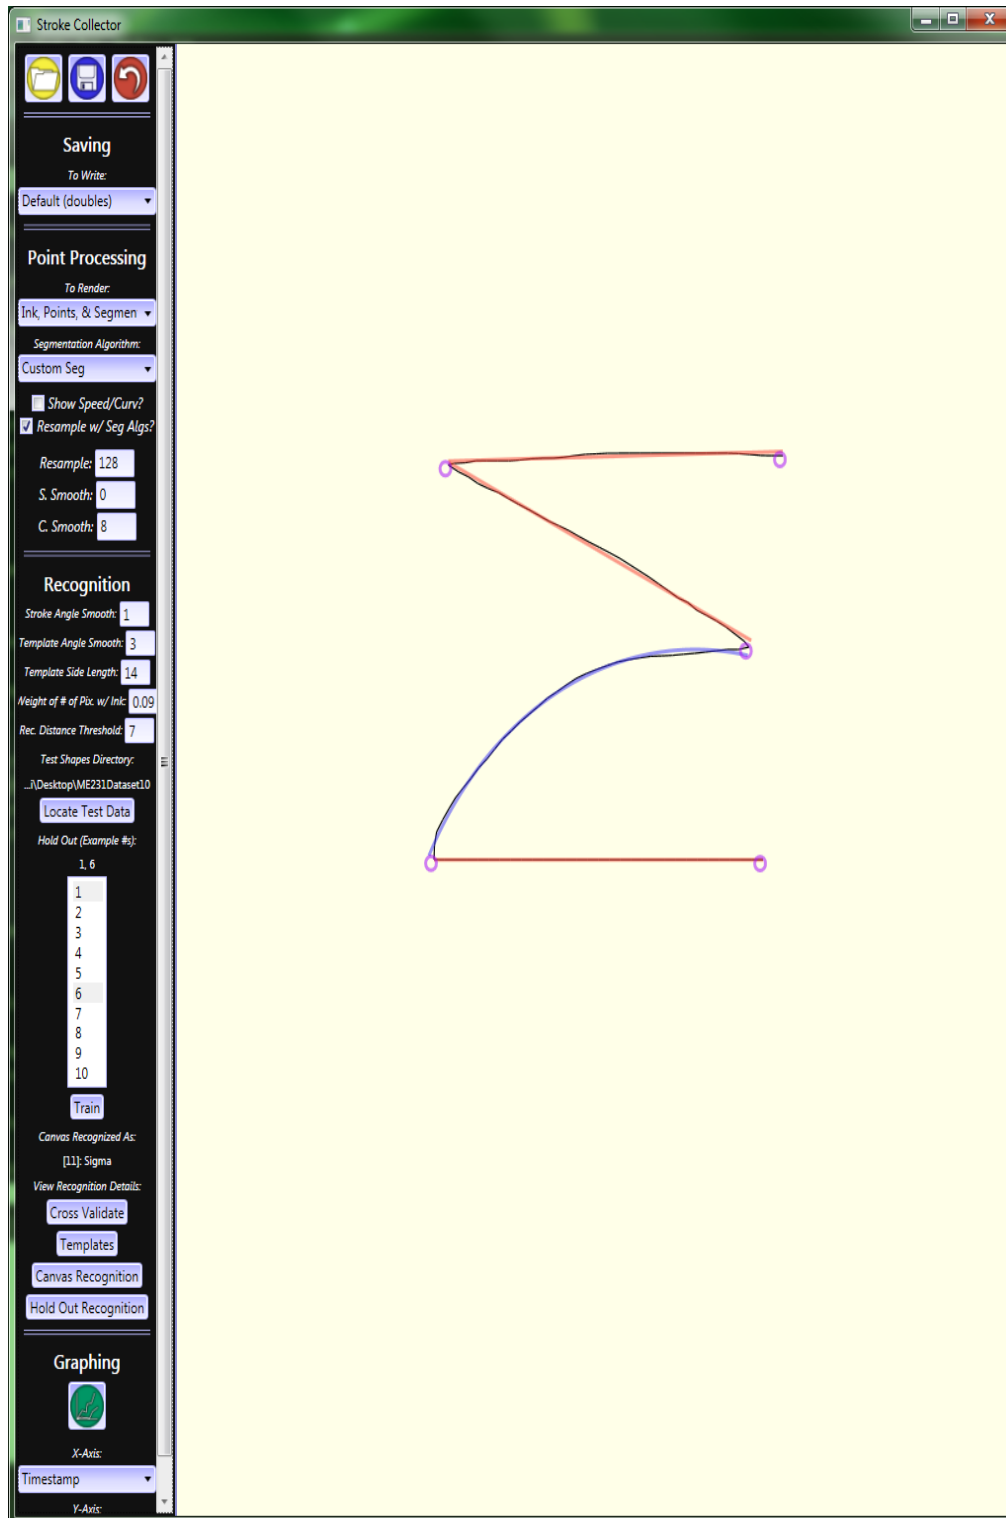 Stroke Collector
Saving
To Write:
Default (doubles)
Point Processing
To Render:
Ink, Points, & Segmen
Segmentation Algorithm:
Custom Seg
Show Speed/Curv?
Resample w/ Seg Algs?
Resample: 128
S. Smooth: 0
C. Smooth: 8
Recognition
Stroke Angle Smooth: 1
Template Angle Smooth: 3
Template Side Length: 14
Weight of # of Pix. w/ Ink: 0.09
Rec. Distance Threshold: 7
Test Shapes Directory:
...i\Desktop\ME231Dataset10
Locate Test Data
Hold Out (Example #s):
1, 6
1
2
3
4
5
6
7
8
9
10
Train
Canvas Recognized As:
[11]: Sigma
View Recognition Details:
Cross Validate
Templates
Canvas Recognition
Hold Out Recognition
Graphing
X-Axis:
Timestamp
Y-Axis: